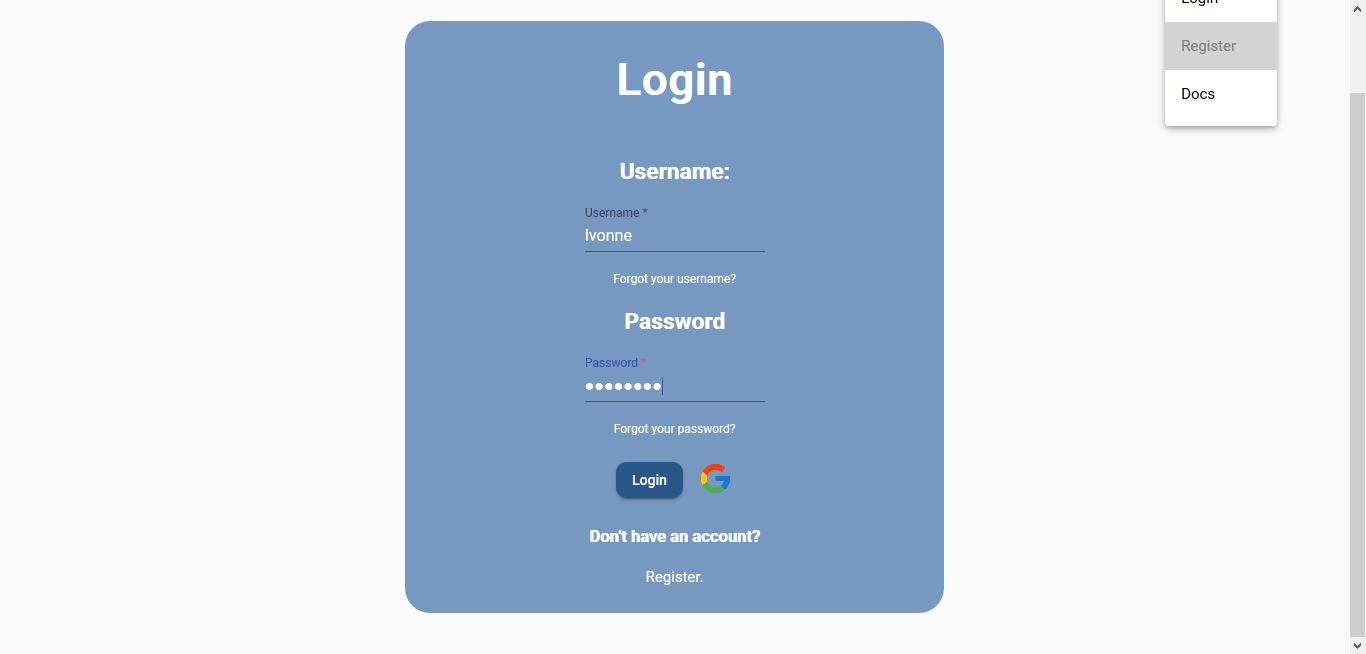 Login
Register
Docs
Login
Username:
Username *
Ivonne
Forgot your username?
Password
Password *
••••••••
Forgot your password?
Login
Don't have an account?
Register.